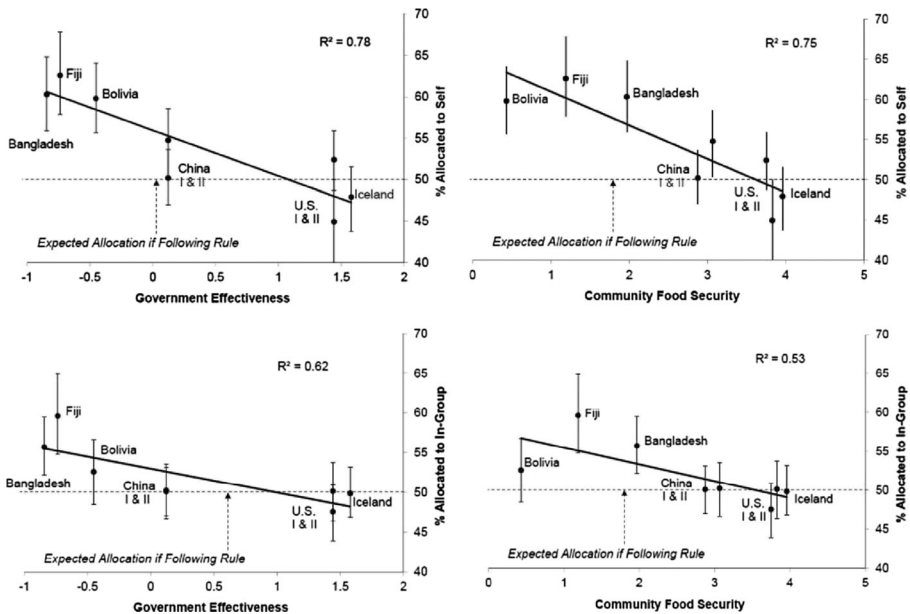 70
R² = 0.78
65
Fiji
60
Bolivia
Bangladesh
55
China
I & II
50
U.S.
I & II
Iceland
45
Expected Allocation if Following Rule
40
-1
-0.5
0
0.5
1
1.5
2
Government Effectiveness
% Allocated to Self
70
R² = 0.75
65
Fiji
Bolivia
Bangladesh
60
55
China
I & II
50
U.S.
I & II
Iceland
45
Expected Allocation if Following Rule
40
0
1
2
3
4
5
Community Food Security
% Allocated to Self
70
R² = 0.62
65
Fiji
60
Bolivia
55
Bangladesh
China
I & II
50
U.S.
I & II
Iceland
45
Expected Allocation if Following Rule
40
-1
-0.5
0
0.5
1
1.5
2
Government Effectiveness
% Allocated to In-Group
70
R² = 0.53
65
Fiji
60
Bangladesh
Bolivia
55
China
I & II
50
U.S.
I & II
Iceland
45
Expected Allocation if Following Rule
40
0
1
2
3
4
5
Community Food Security
% Allocated to In-Group